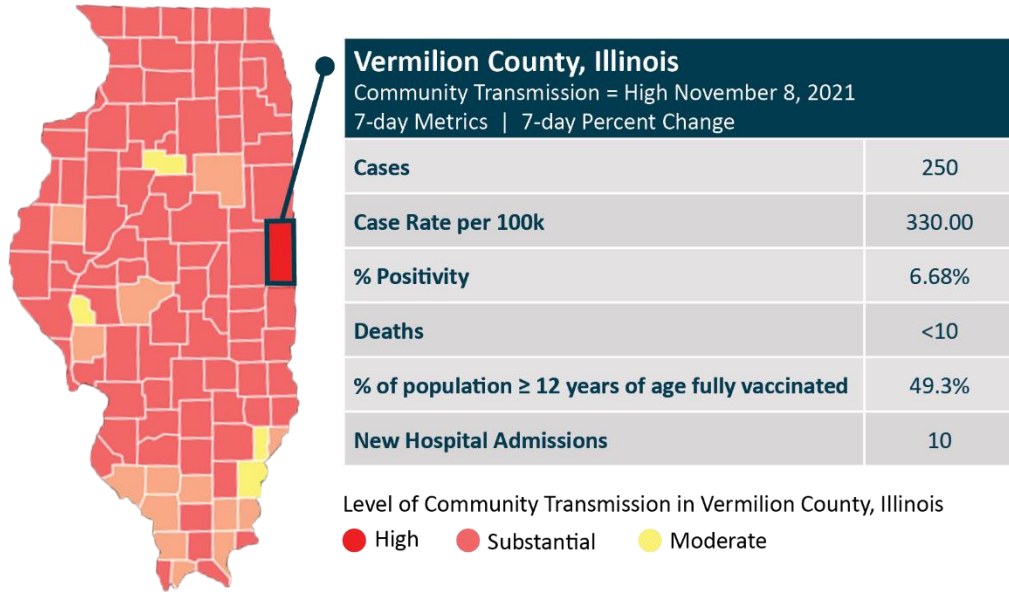 Vermilion County, Illinois
Community Transmission = High November 8, 2021
7-day Metrics | 7-day Percent Change
Cases 250
Case Rate per 100k 330.00
% Positivity 6.68%
Deaths <10
% of population ≥ 12 years of age fully vaccinated 49.3%
New Hospital Admissions 10
Level of Community Transmission in Vermilion County, Illinois
High Substantial Moderate